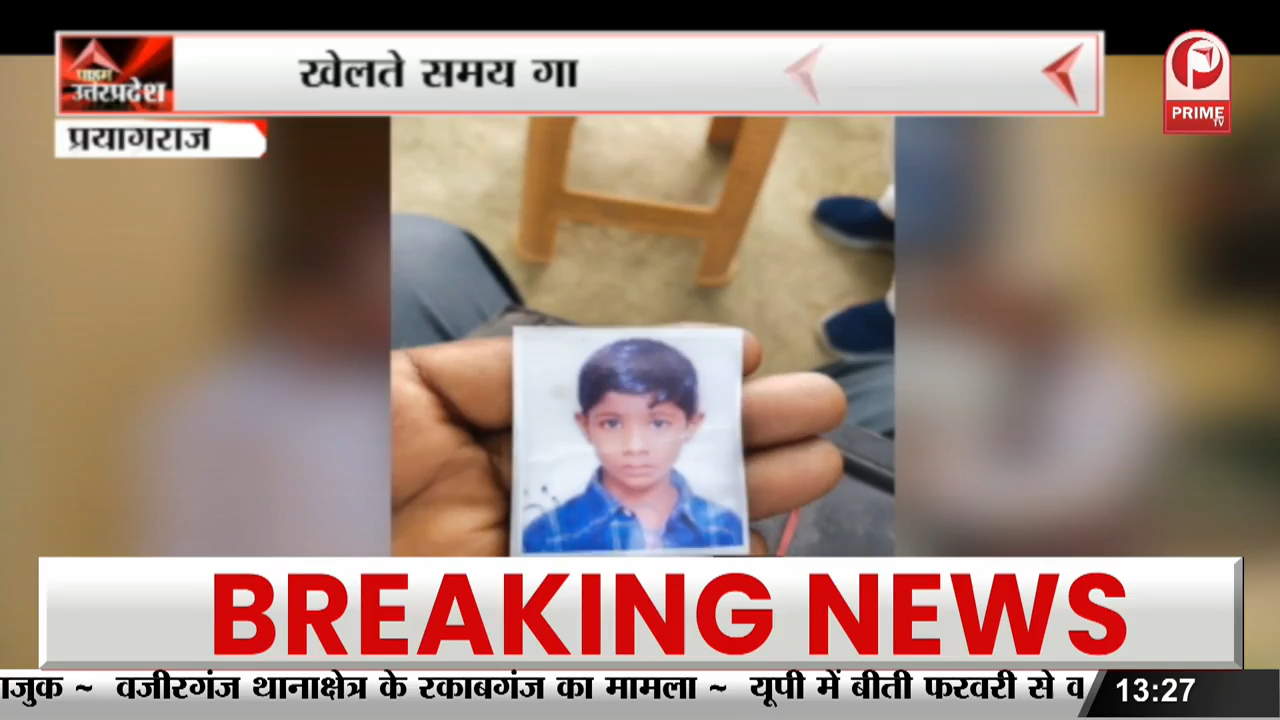 खेलते समय गा
प्राइम
उत्तरप्रदेश
PRIME
TV
प्रयागराज
BREAKING NEWS
ाजुक ~ वजीरगंज थानाक्षेत्र के रकाबगंज का मामला ~ यूपी में बीती फरवरी से व
13:27